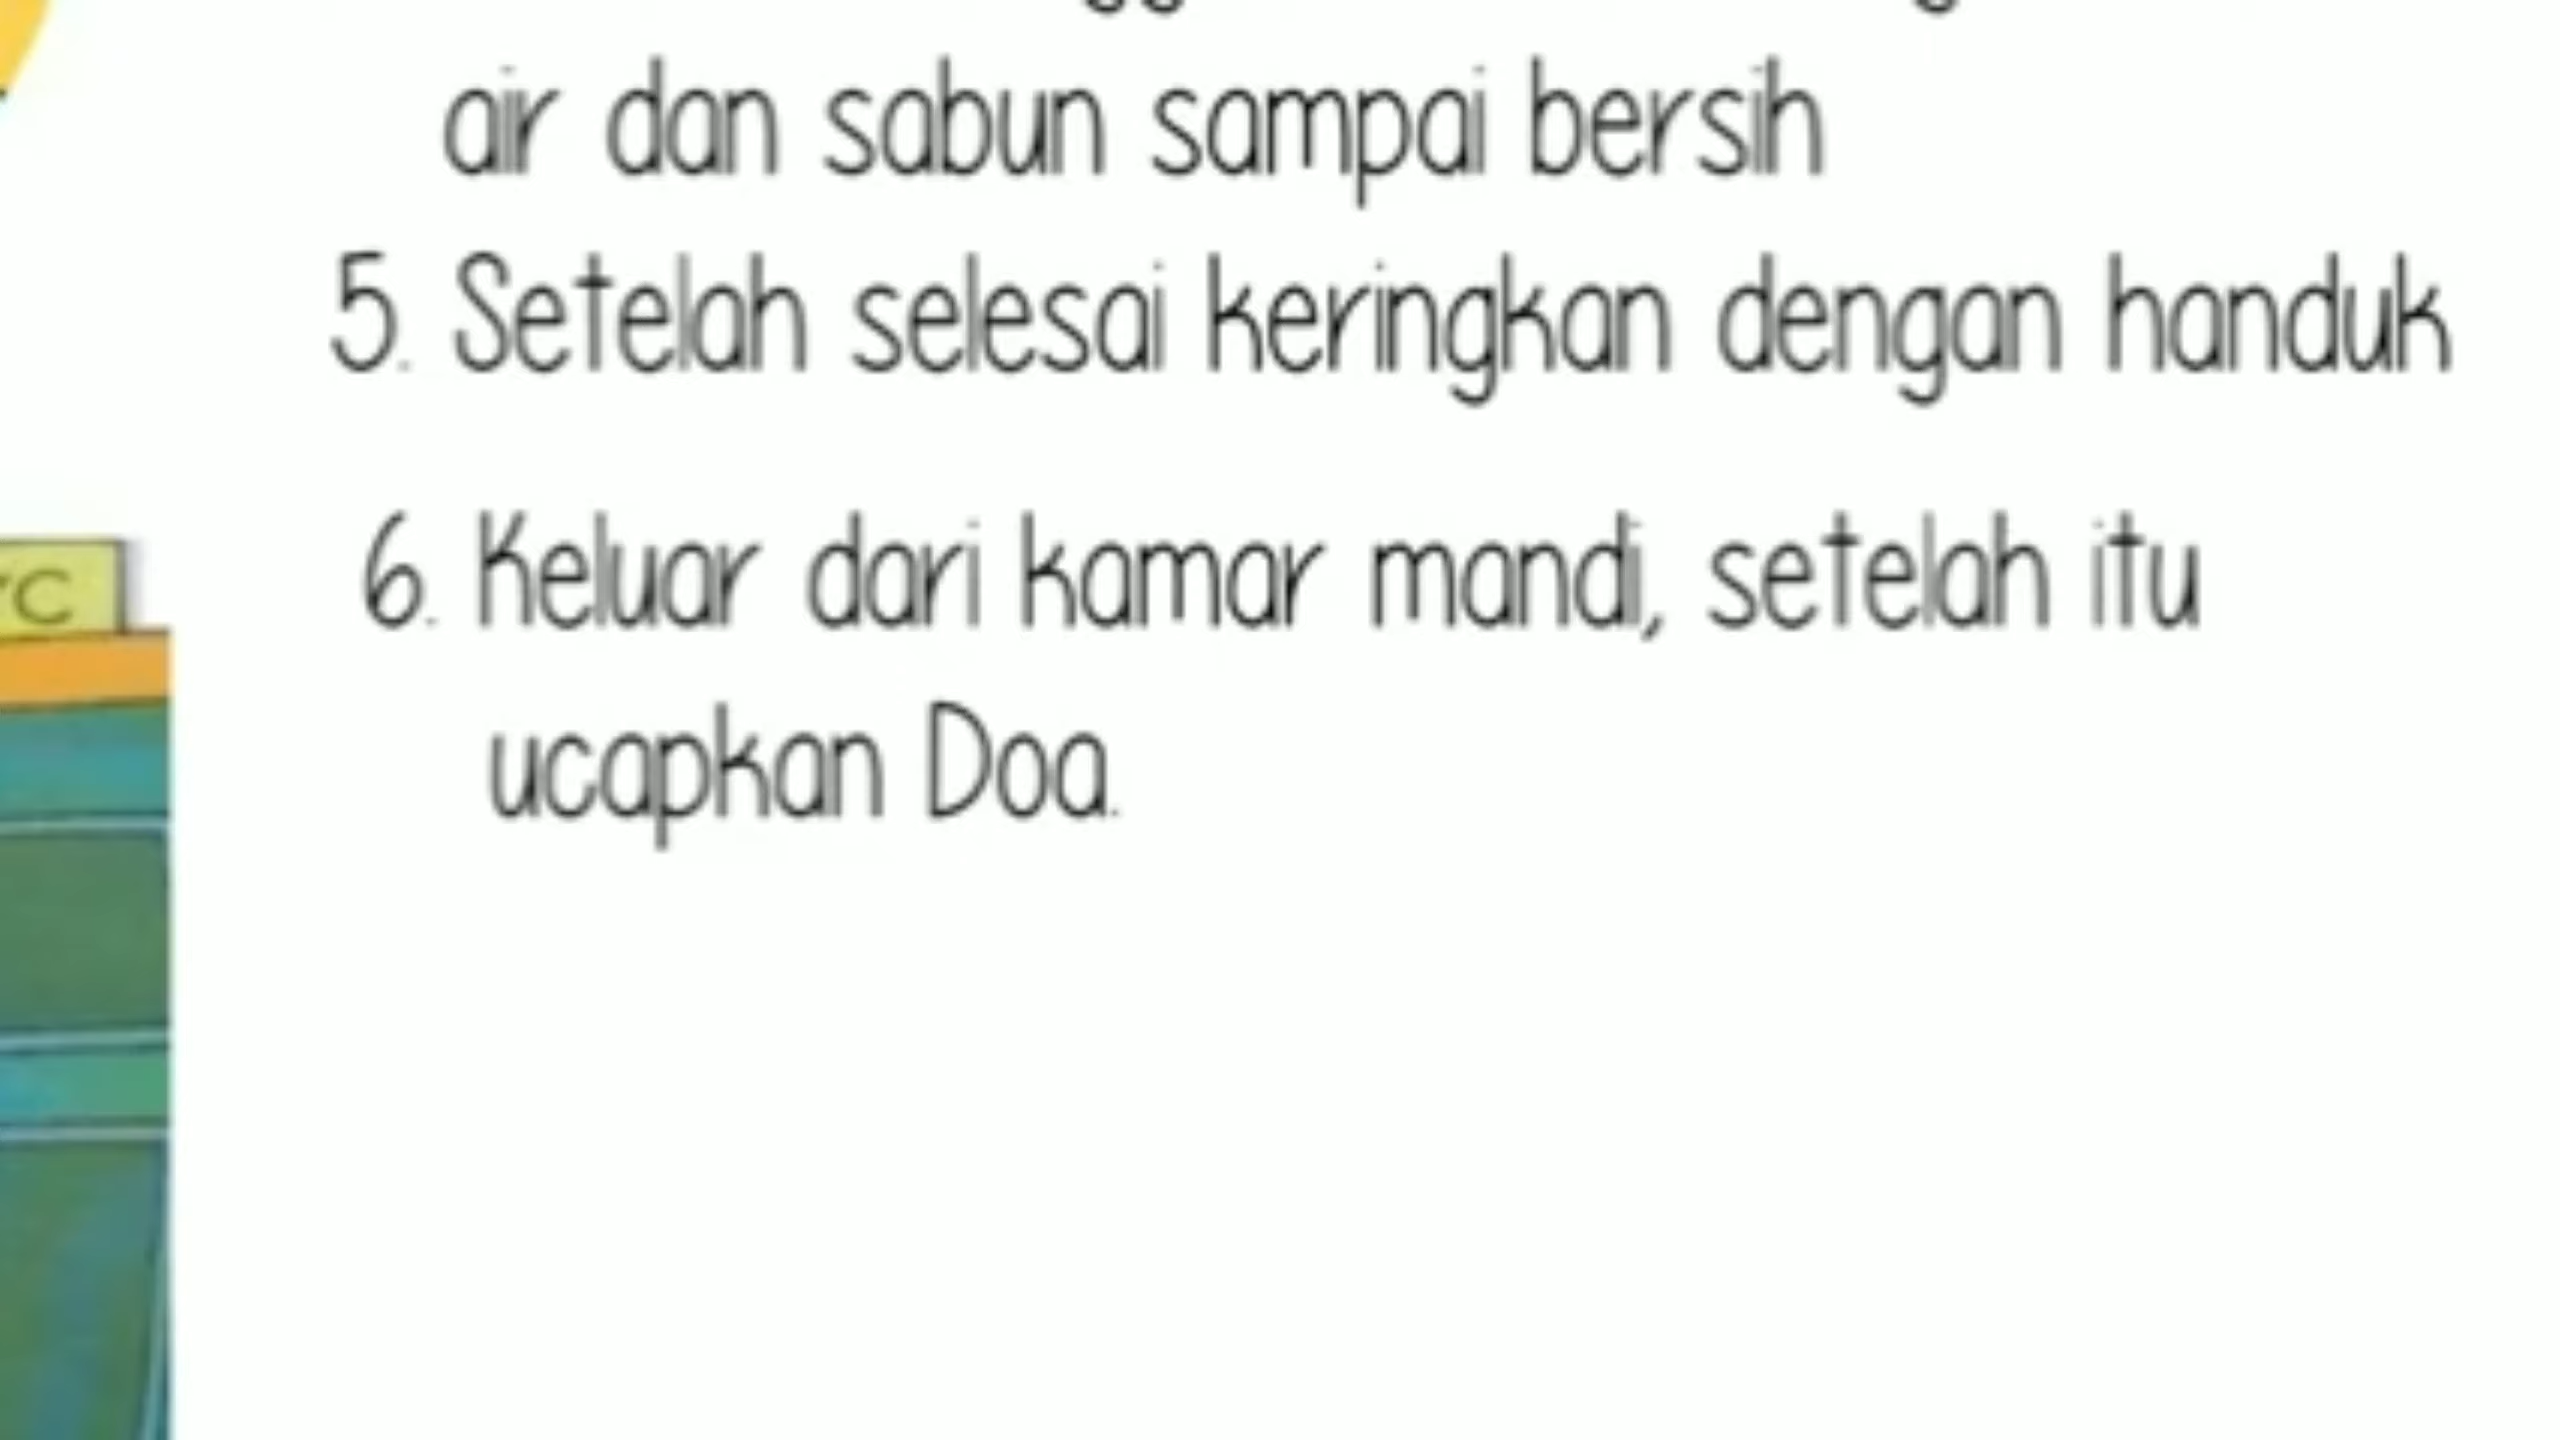 air dan sabun sampai bersih
5. Setelah selesai keringkan dengan handuk
6. Keluar dari kamar mandi, setelah itu
ucapkan Doa.